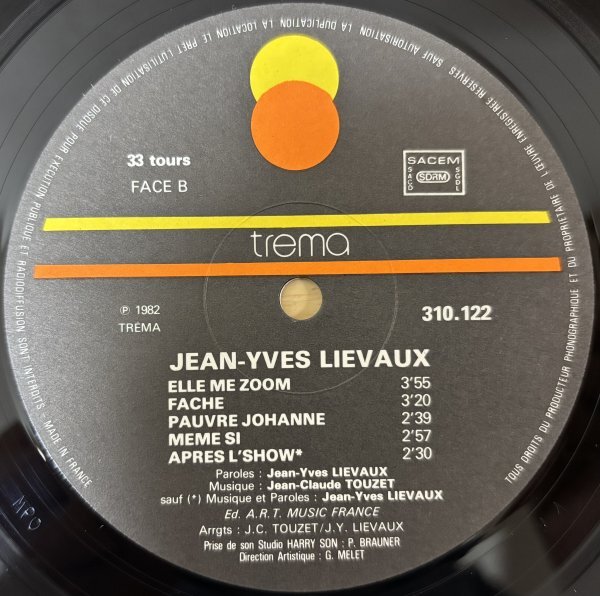 TOUS DROITS DU PRODUCTEUR PHONOGRAPHIQUE ET DU PROPRIETAIRE DE L'ŒUVRE ENREGISTREE RESERVES SAUF AUTORISATION LA DUPLICATION LA LOCATION LE PRET L'UTILISATION DE CE DISQUE POUR EXECUTION PUBLIQUE ET RADIODIFFUSION SONT INTERDITS - MADE IN FRANCE
33 tours
FACE B
SACEM
SACD
SDRM
SGDL
trema
℗ 1982
TREMA
310.122
JEAN-YVES LIEVAUX
ELLE ME ZOOM 3'55
FACHE 3'20
PAUVRE JOHANNE 2'39
MEME SI 2'57
APRES L'SHOW* 2'30
Paroles : Jean-Yves LIEVAUX
Musique : Jean-Claude TOUZET
sauf (*) Musique et Paroles : Jean-Yves LIEVAUX
Ed. A.R.T. MUSIC FRANCE
Arrgts : J.C. TOUZET/J.Y. LIEVAUX
Prise de son Studio HARRY SON : P. BRAUNER
Direction Artistique : G. MELET
MPO